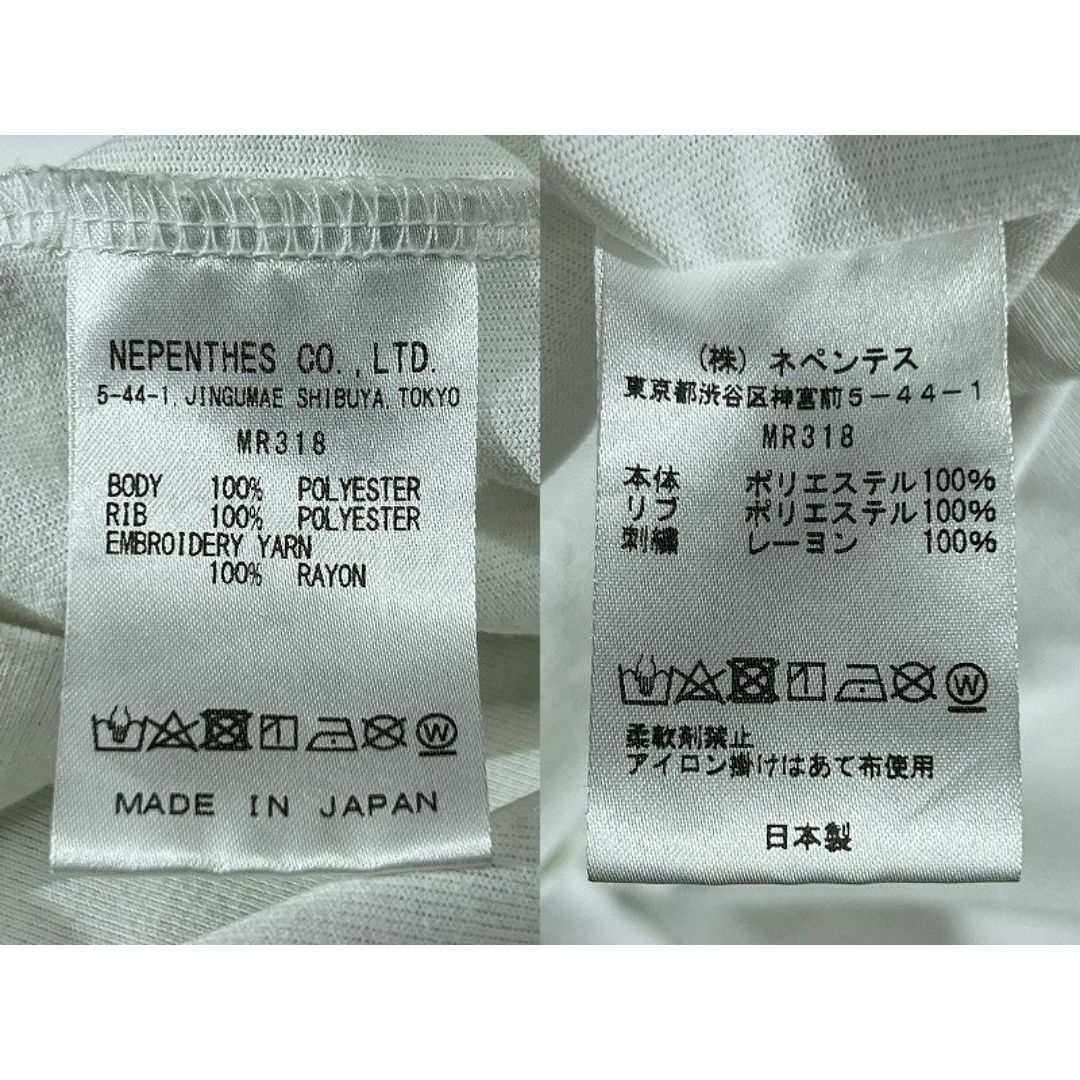 NEPENTHES CO.,LTD.
5-44-1, JINGUMAE SHIBUYA, TOKYO
MR318
BODY 100% POLYESTER
RIB 100% POLYESTER
EMBROIDERY YARN
100% RAYON
W
MADE IN JAPAN
(株) ネペンテス
東京都渋谷区神宮前5-44-1
MR318
本体 ポリエステル100%
リブ ポリエステル100%
刺繍 レーヨン 100%
W
柔軟剤禁止
アイロン掛けはあて布使用
日本製